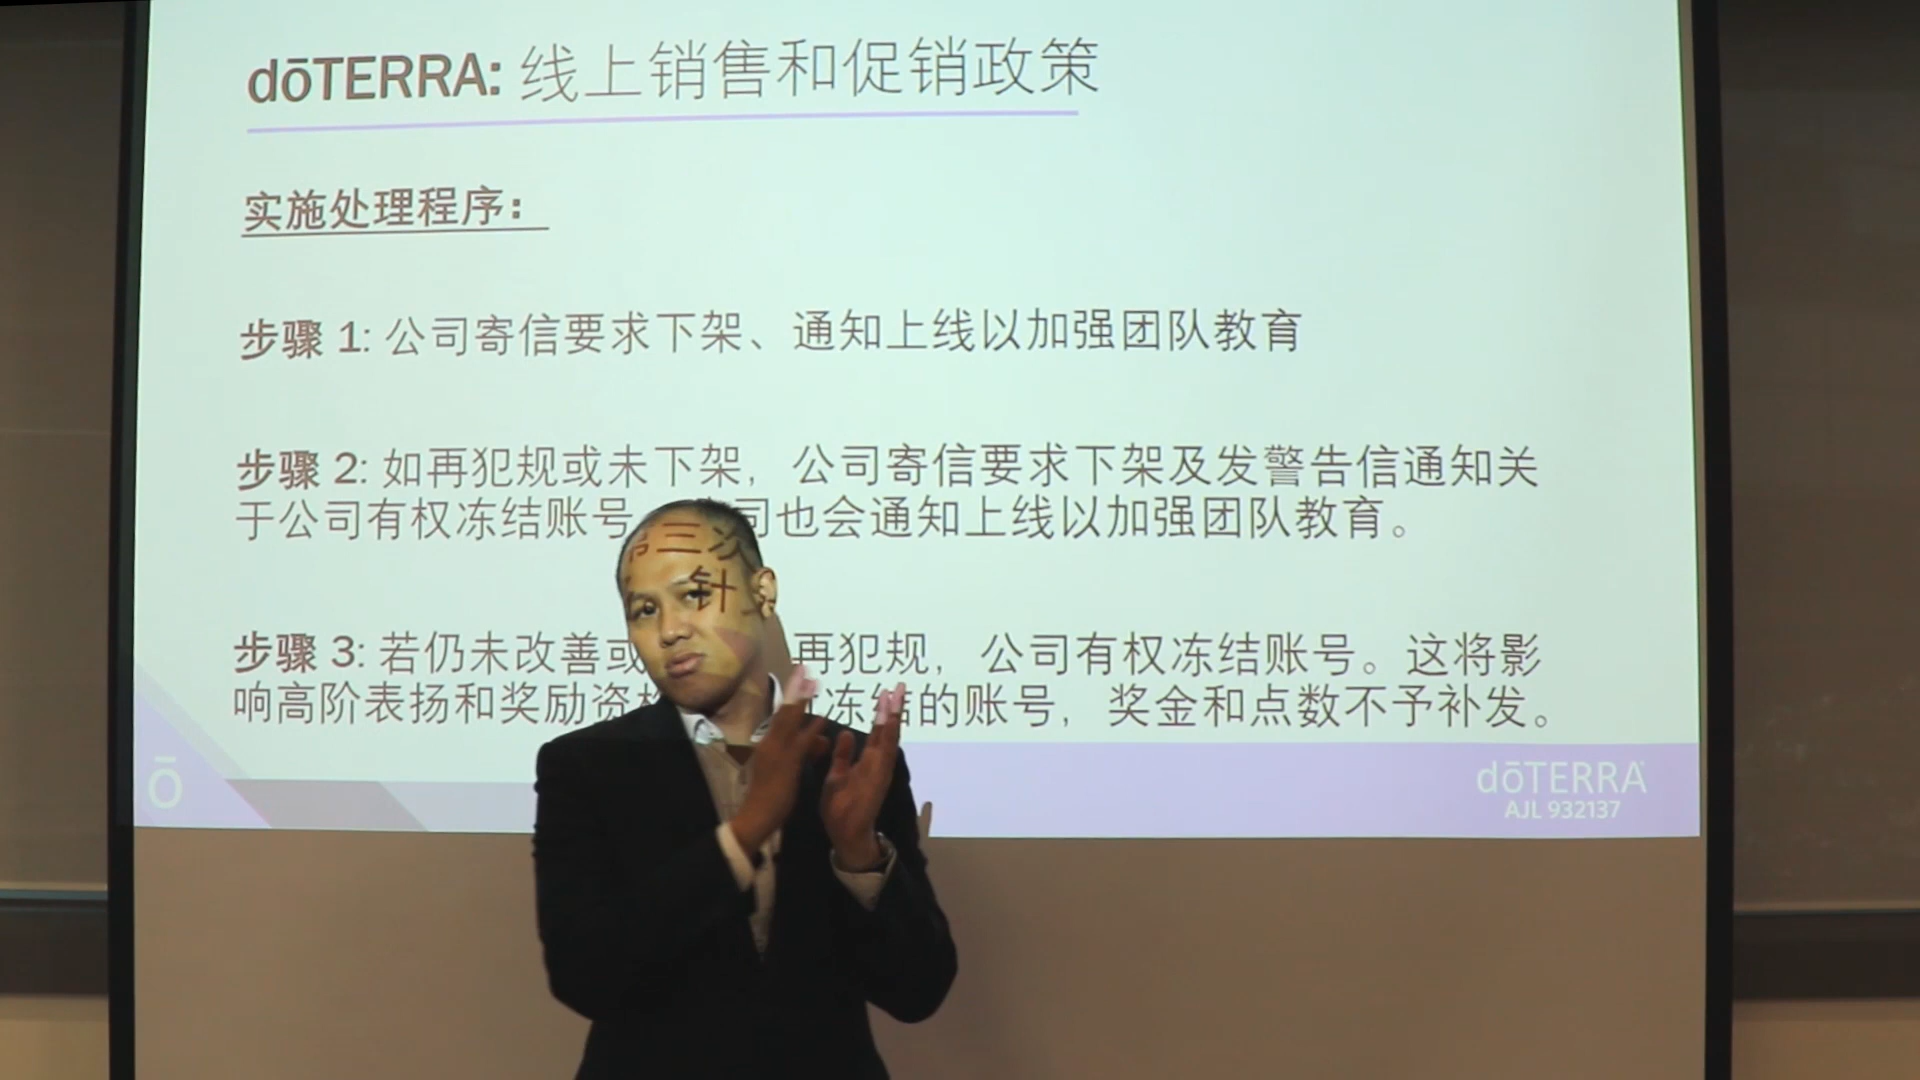 dōTERRA: 线上销售和促销政策
实施处理程序：
步骤 1: 公司寄信要求下架、通知上线以加强团队教育
步骤 2: 如再犯规或未下架，公司寄信要求下架及发警告信通知关
于公司有权冻结账号 司也会通知上线以加强团队教育。
步骤 3: 若仍未改善或第三次再犯规，公司有权冻结账号。这将影
响高阶表扬和奖励资格 针 冻结的账号，奖金和点数不予补发。
ō
dōTERRA
AJL 932137